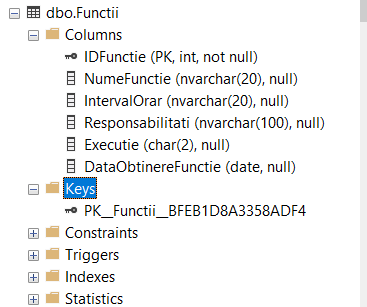 dbo.Functii
Columns
IDFunctie (PK, int, not null)
NumeFunctie (nvarchar(20), null)
IntervalOrar (nvarchar(20), null)
Responsabilitati (nvarchar(100), null)
Executie (char(2), null)
DataObtinereFunctie (date, null)
Keys
PK__Functii__BFEB1D8A3358ADF4
Constraints
Triggers
Indexes
Statistics